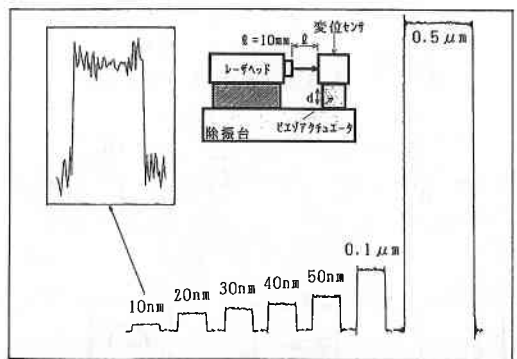 変位センサ
ℓ=10mm ℓ
レーザヘッド
d
ピエゾアクチュエータ
除振台
0.5μm
0.1μm
10nm 20nm 30nm 40nm 50nm